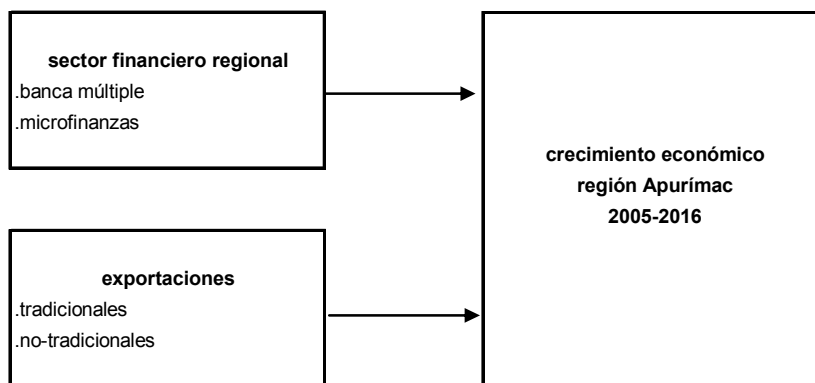 sector financiero regional
.banca múltiple
.microfinanzas
exportaciones
.tradicionales
.no-tradicionales
crecimiento económico
región Apurímac
2005-2016